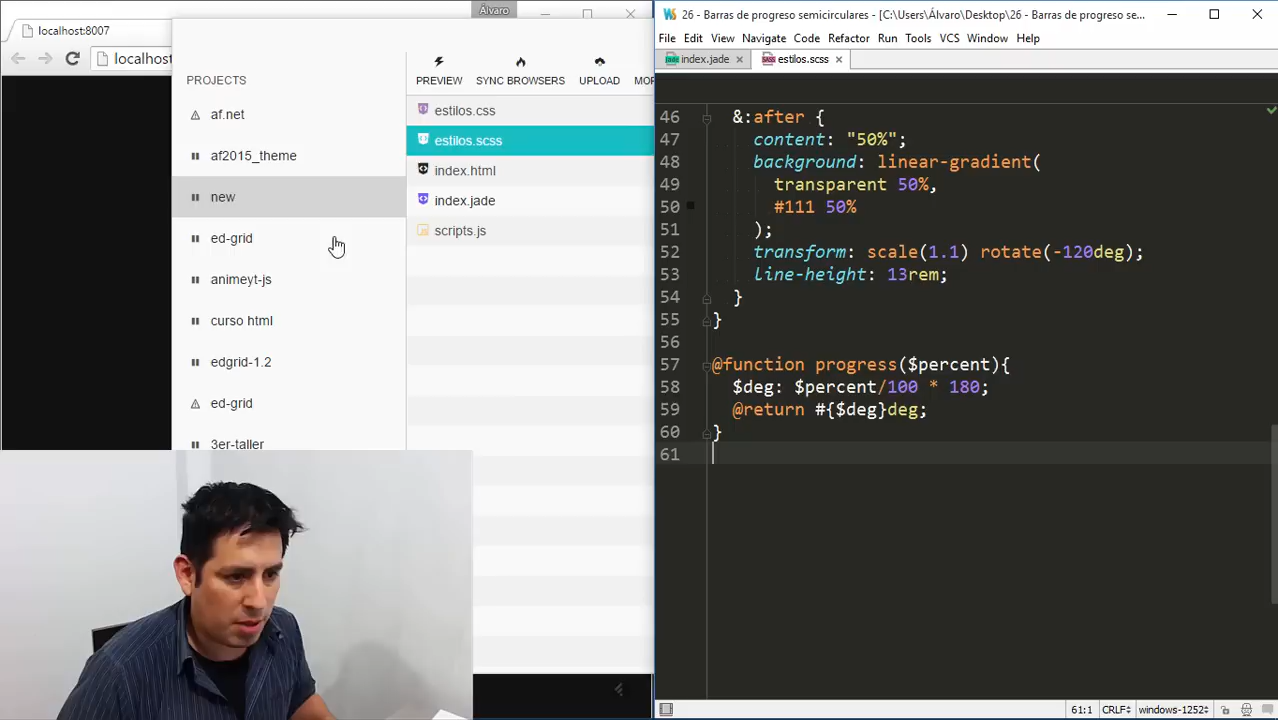 Álvaro
localhost:8007
localhost
PROJECTS
af.net
af2015_theme
new
ed-grid
animeyt-js
curso html
edgrid-1.2
ed-grid
3er-taller
PREVIEW
SYNC BROWSERS
UPLOAD
MOR
estilos.css
estilos.scss
index.html
index.jade
scripts.js
WS
26 - Barras de progreso semicirculares - [C:\Users\Álvaro\Desktop\26 - Barras de progreso se...
File Edit View Navigate Code Refactor Run Tools VCS Window Help
index.jade
estilos.scss
46 &:after {
47 content: "50%";
48 background: linear-gradient(
49 transparent 50%,
50 #111 50%
51 );
52 transform: scale(1.1) rotate(-120deg);
53 line-height: 13rem;
54 }
55 }
56
57 @function progress($percent){
58 $deg: $percent/100 * 180;
59 @return #{$deg}deg;
60 }
61
61:1 CRLF÷ windows-1252÷